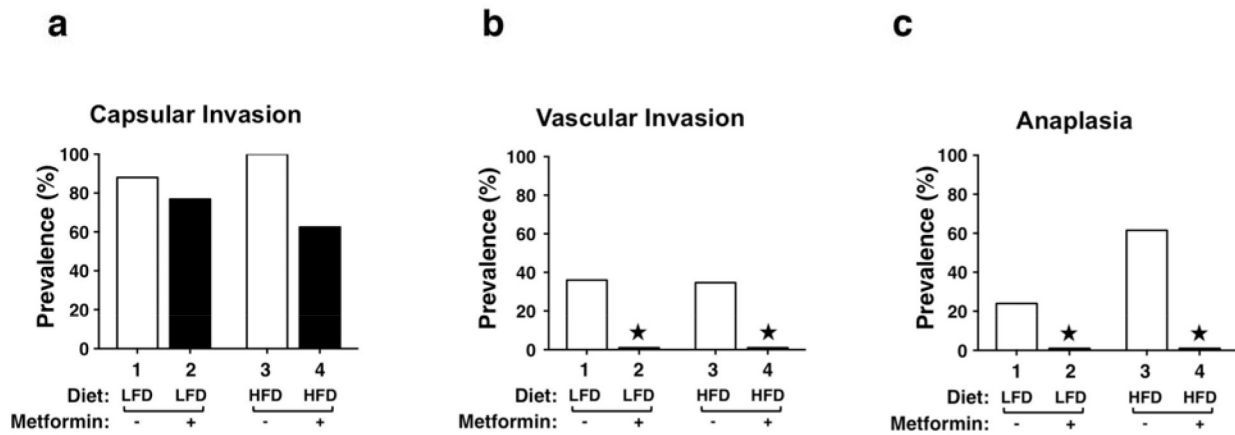 a
Capsular Invasion
Prevalence (%)
100
80
60
40
20
0
1 2 3 4
Diet: LFD LFD HFD HFD
Metformin: - + - +
b
Vascular Invasion
Prevalence (%)
100
80
60
40
20
0
★ ★
1 2 3 4
Diet: LFD LFD HFD HFD
Metformin: - + - +
c
Anaplasia
Prevalence (%)
100
80
60
40
20
0
★ ★
1 2 3 4
Diet: LFD LFD HFD HFD
Metformin: - + - +